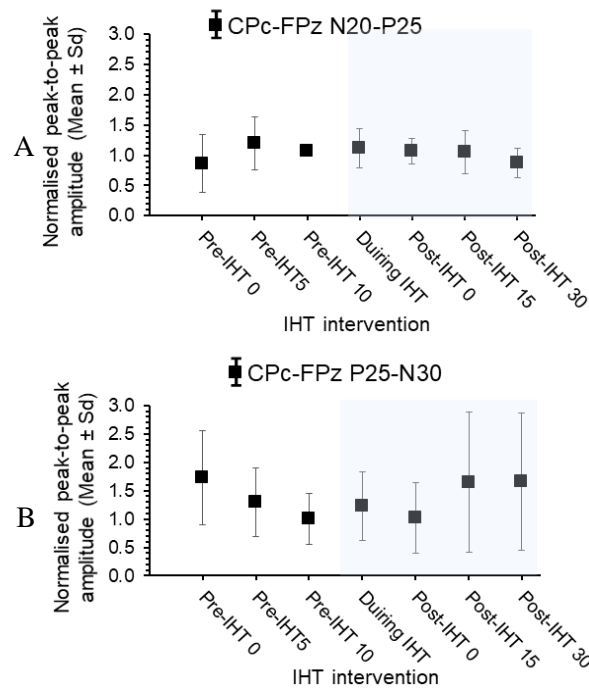 CPc-FPz N20-P25
A
Normalised peak-to-peak
amplitude (Mean ± Sd)
3.0
2.5
2.0
1.5
1.0
0.5
0.0
Pre-IHT 0
Pre-IHT5
Pre-IHT 10
Duiring IHT
Post-IHT 0
Post-IHT 15
Post-IHT 30
IHT intervention
CPc-FPz P25-N30
B
Normalised peak-to-peak
amplitude (Mean ± Sd)
3.0
2.5
2.0
1.5
1.0
0.5
0.0
Pre-IHT 0
Pre-IHT5
Pre-IHT 10
Duiring IHT
Post-IHT 0
Post-IHT 15
Post-IHT 30
IHT intervention